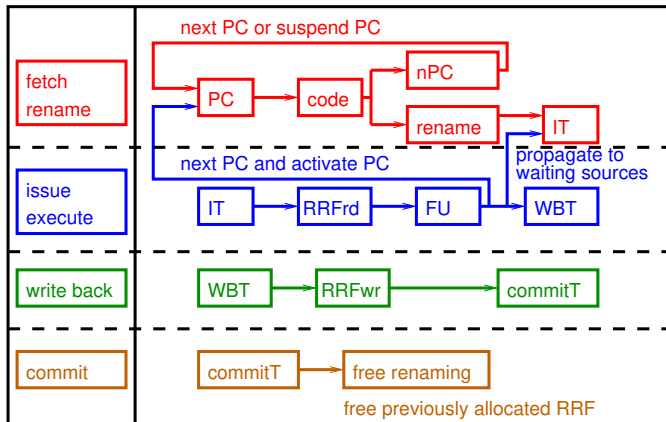 next PC or suspend PC
fetch
rename
PC
code
nPC
rename
IT
next PC and activate PC
propagate to
waiting sources
issue
execute
IT
RRFrd
FU
WBT
write back
WBT
RRFwr
commitT
commit
commitT
free renaming
free previously allocated RRF